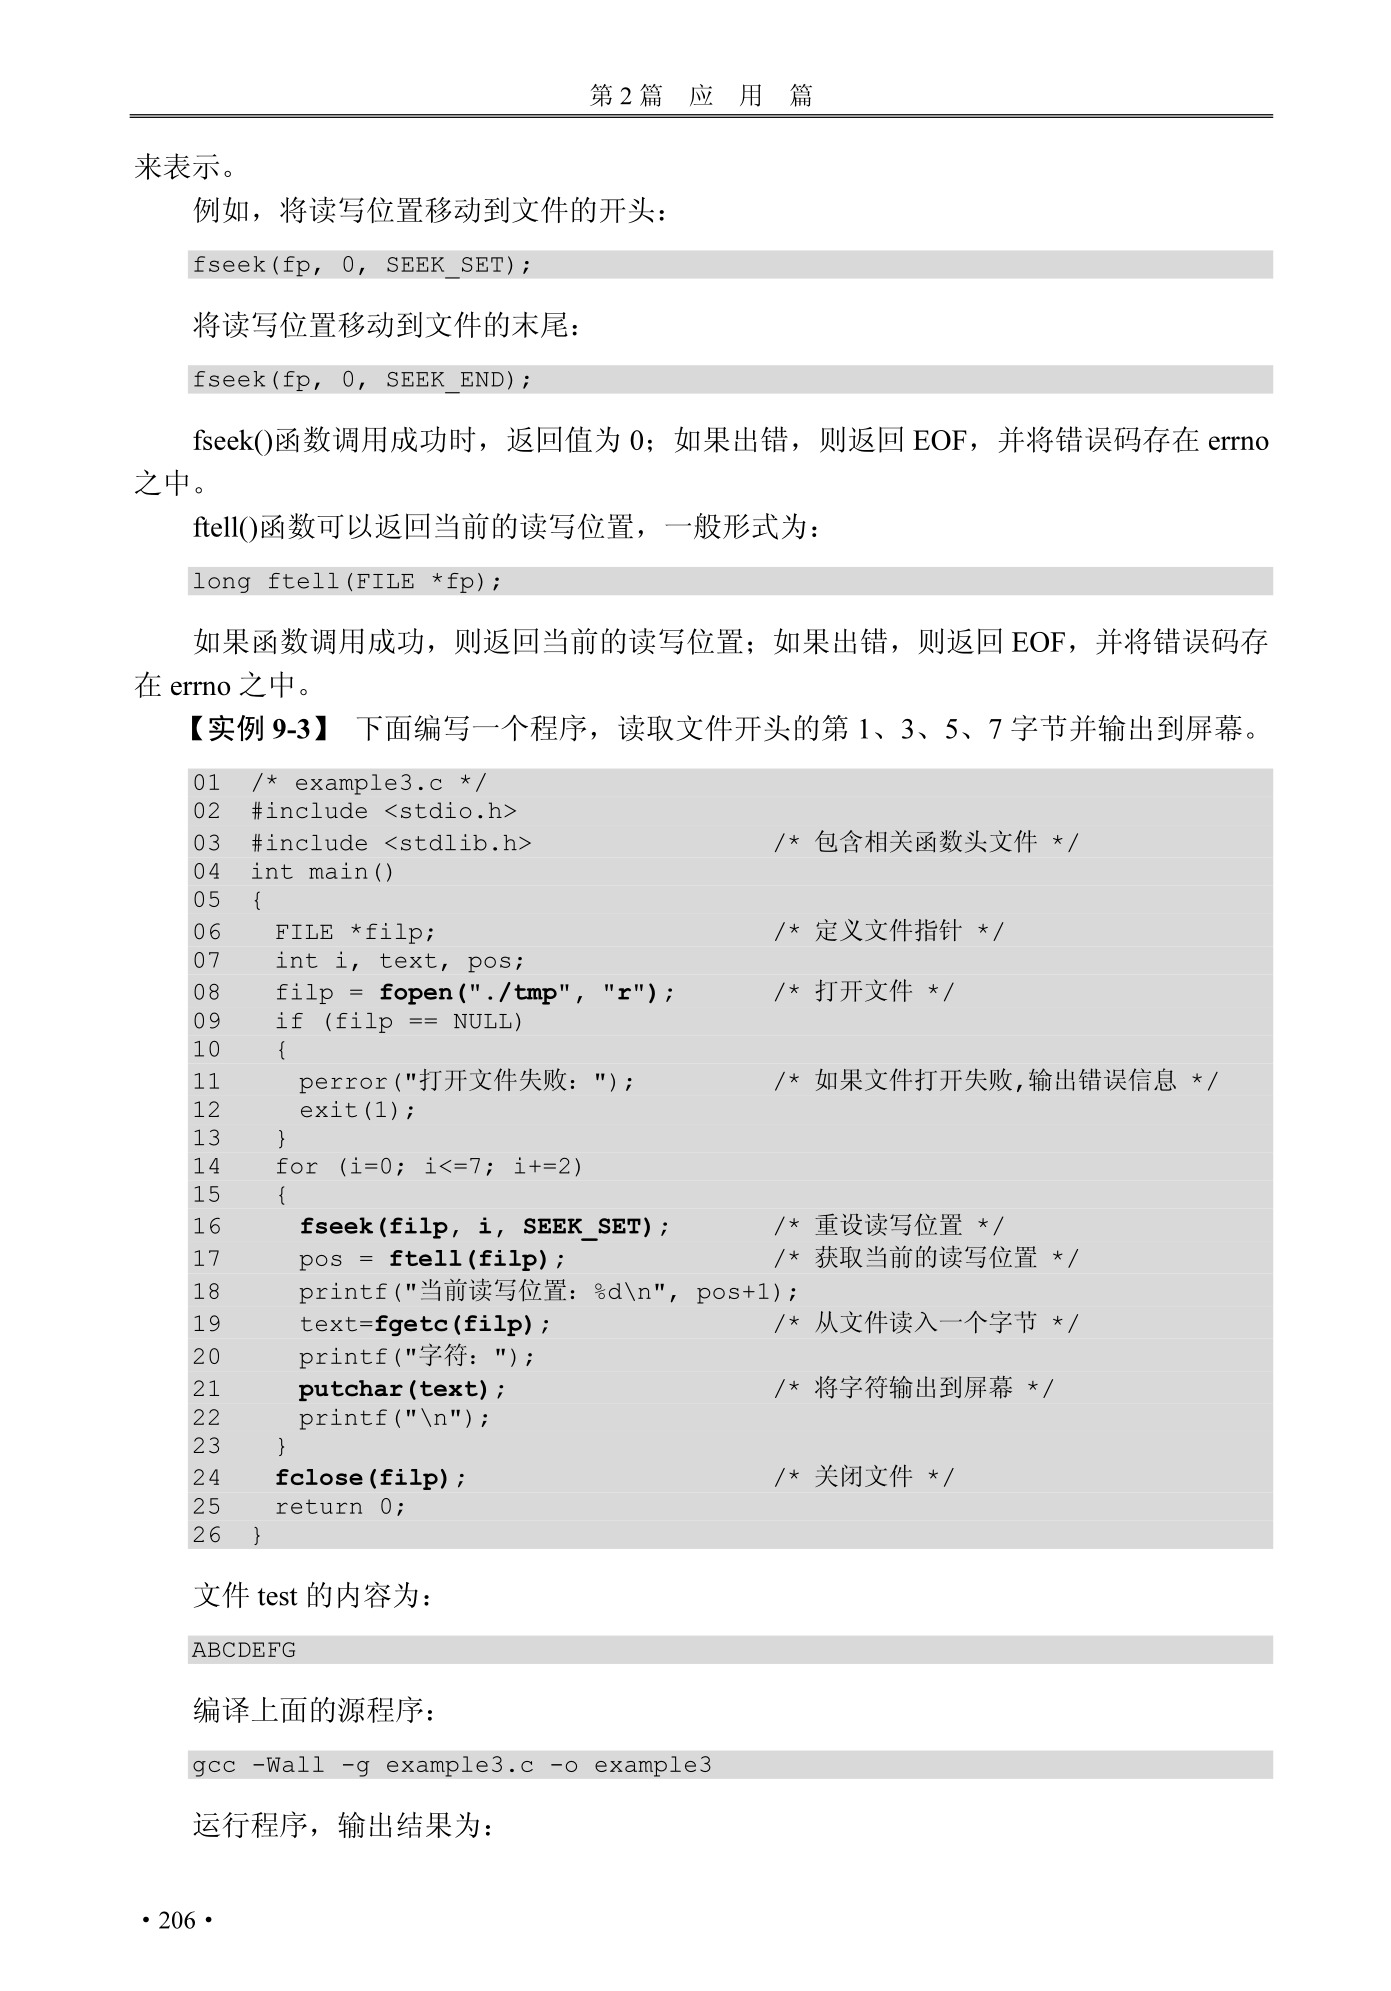 第 2 篇　应　用　篇
来表示。
例如，将读写位置移动到文件的开头：
fseek(fp, 0, SEEK_SET);
将读写位置移动到文件的末尾：
fseek(fp, 0, SEEK_END);
fseek()函数调用成功时，返回值为 0；如果出错，则返回 EOF，并将错误码存在 errno
之中。
ftell()函数可以返回当前的读写位置，一般形式为：
long ftell(FILE *fp);
如果函数调用成功，则返回当前的读写位置；如果出错，则返回 EOF，并将错误码存
在 errno 之中。
【实例 9-3】 下面编写一个程序，读取文件开头的第 1、3、5、7 字节并输出到屏幕。
01  /* example3.c */
02  #include <stdio.h>
03  #include <stdlib.h>                /* 包含相关函数头文件 */
04  int main()
05  {
06    FILE *filp;                      /* 定义文件指针 */
07    int i, text, pos;
08    filp = fopen("./tmp", "r");      /* 打开文件 */
09    if (filp == NULL)
10    {
11      perror("打开文件失败：");         /* 如果文件打开失败,输出错误信息 */
12      exit(1);
13    }
14    for (i=0; i<=7; i+=2)
15    {
16      fseek(filp, i, SEEK_SET);      /* 重设读写位置 */
17      pos = ftell(filp);             /* 获取当前的读写位置 */
18      printf("当前读写位置：%d\n", pos+1);
19      text=fgetc(filp);              /* 从文件读入一个字节 */
20      printf("字符：");
21      putchar(text);                 /* 将字符输出到屏幕 */
22      printf("\n");
23    }
24    fclose(filp);                    /* 关闭文件 */
25    return 0;
26  }
文件 test 的内容为：
ABCDEFG
编译上面的源程序：
gcc -Wall -g example3.c -o example3
运行程序，输出结果为：
· 206 ·